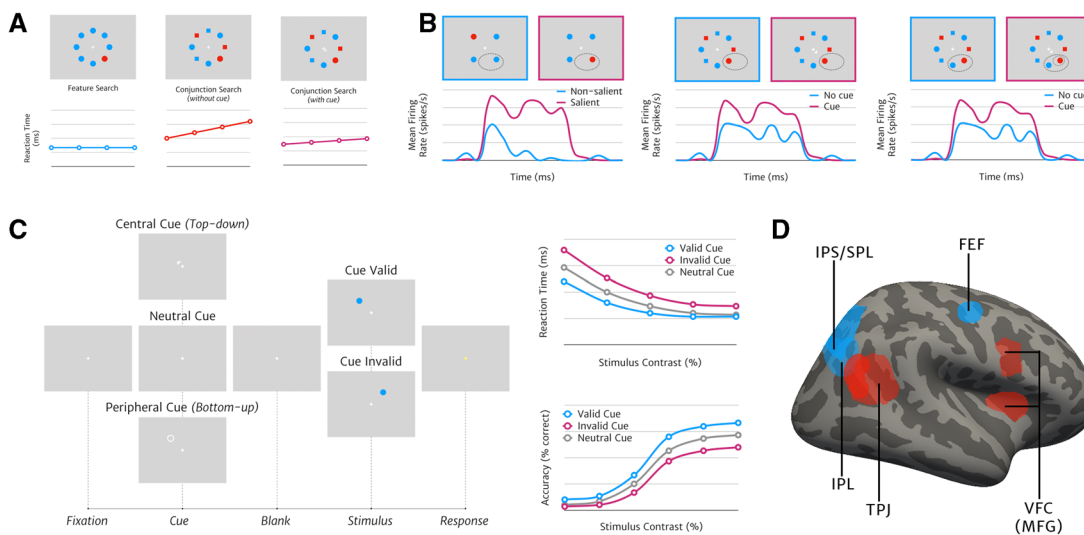 A
Feature Search
Conjunction Search
(without cue)
Conjunction Search
(with cue)
Reaction Time
(ms)
B
Non-salient
Salient
Mean Firing
Rate (spikes/s)
Time (ms)
No cue
Cue
Mean Firing
Rate (spikes/s)
Time (ms)
No cue
Cue
Mean Firing
Rate (spikes/s)
Time (ms)
C
Central Cue (Top-down)
Neutral Cue
Peripheral Cue (Bottom-up)
Cue Valid
Cue Invalid
Fixation
Cue
Blank
Stimulus
Response
Reaction Time (ms)
Valid Cue
Invalid Cue
Neutral Cue
Stimulus Contrast (%)
Accuracy (% correct)
Valid Cue
Invalid Cue
Neutral Cue
Stimulus Contrast (%)
D
IPS/SPL
FEF
IPL
TPJ
VFC
(MFG)